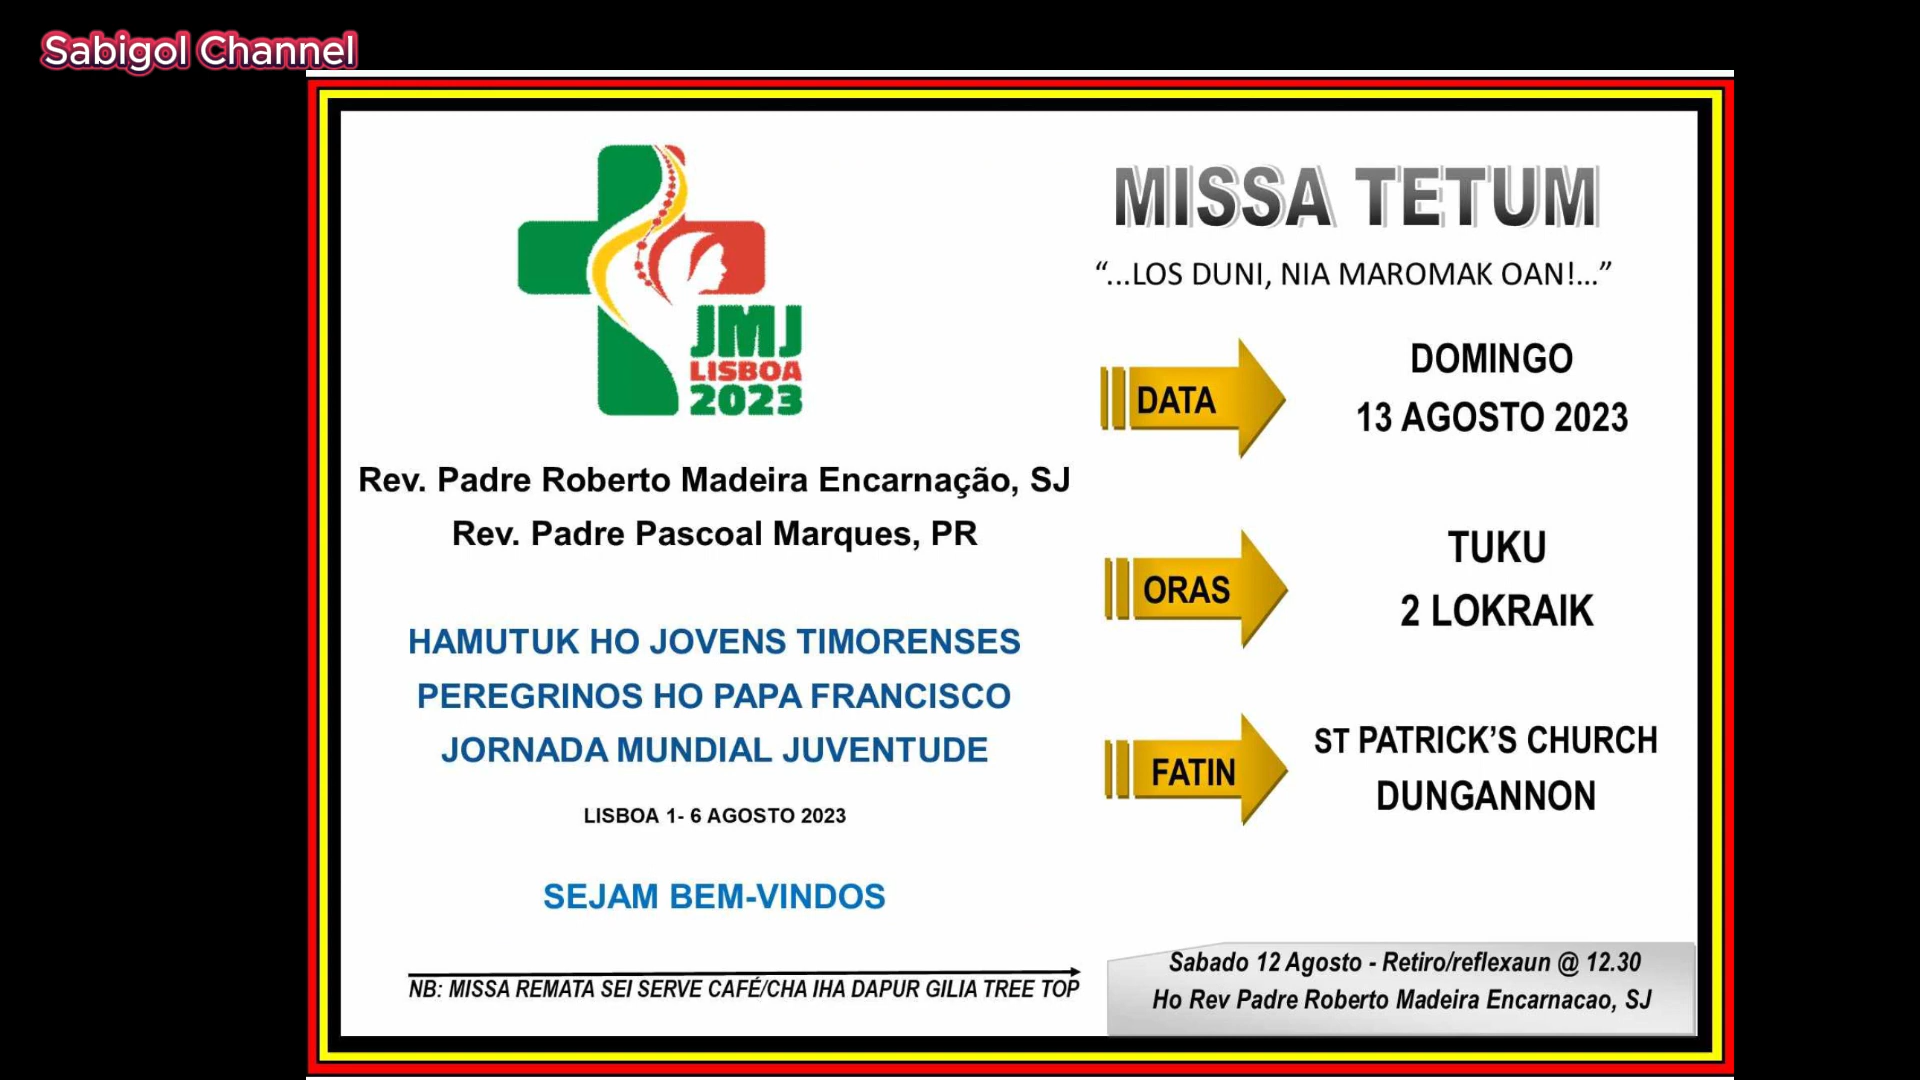 Sabigol Channel
JMJ
LISBOA
2023
Rev. Padre Roberto Madeira Encarnação, SJ
Rev. Padre Pascoal Marques, PR
HAMUTUK HO JOVENS TIMORENSES
PEREGRINOS HO PAPA FRANCISCO
JORNADA MUNDIAL JUVENTUDE
LISBOA 1- 6 AGOSTO 2023
SEJAM BEM-VINDOS
NB: MISSA REMATA SEI SERVE CAFÉ/CHA IHA DAPUR GILIA TREE TOP
MISSA TETUM
“...LOS DUNI, NIA MAROMAK OAN!...”
DATA
DOMINGO
13 AGOSTO 2023
ORAS
TUKU
2 LOKRAIK
FATIN
ST PATRICK’S CHURCH
DUNGANNON
Sabado 12 Agosto - Retiro/reflexaun @ 12.30
Ho Rev Padre Roberto Madeira Encarnacao, SJ